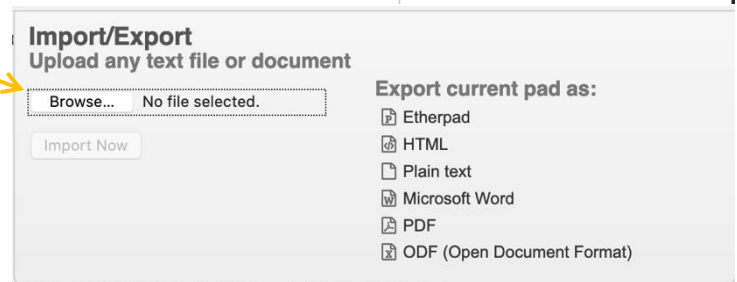 Import/Export
Upload any text file or document
Browse... No file selected.
Import Now
Export current pad as:
Etherpad
HTML
Plain text
Microsoft Word
PDF
ODF (Open Document Format)